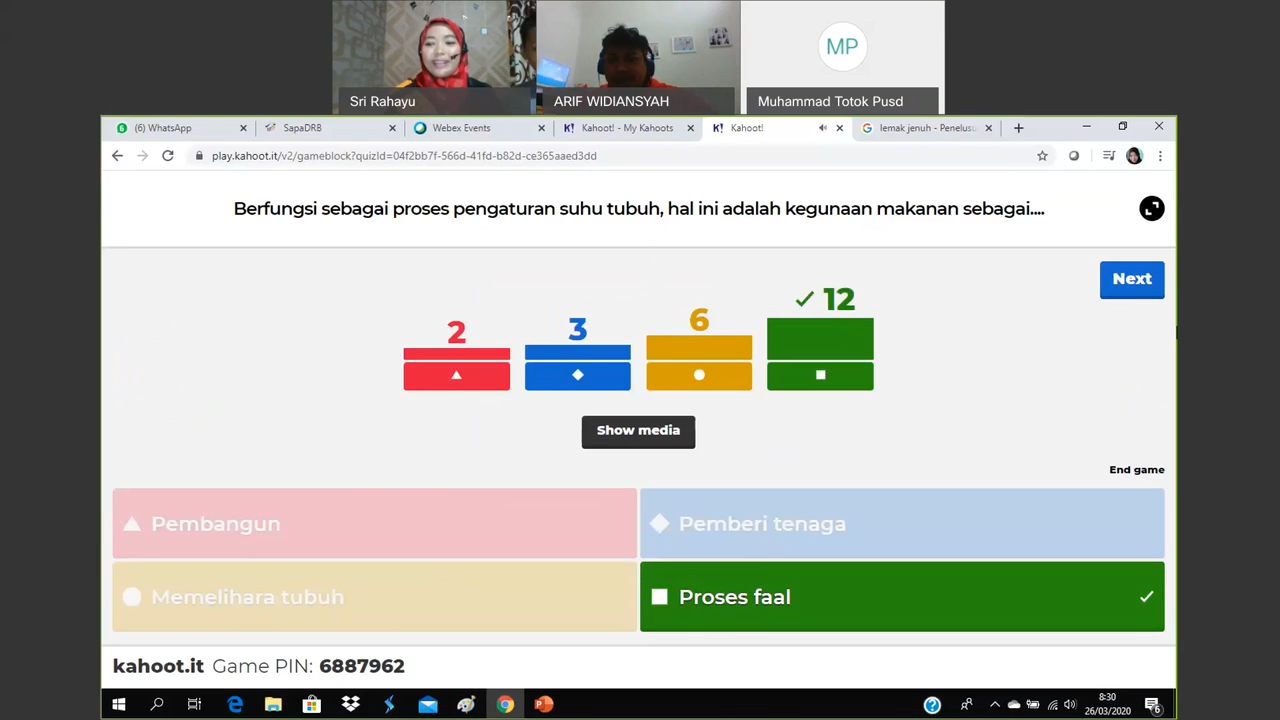 MP
Sri Rahayu
ARIF WIDIANSYAH
Muhammad Totok Pusd
(6) WhatsApp
SapaDRB
Webex Events
Kahoot! - My Kahoots
Kahoot!
lemak jenuh - Penelusu
play.kahoot.it/v2/gameblock?quizId=04f2bb7f-566d-41fd-b82d-ce365aaed3dd
Berfungsi sebagai proses pengaturan suhu tubuh, hal ini adalah kegunaan makanan sebagai....
Next
2
3
6
12
Show media
End game
Pembangun
Pemberi tenaga
Memelihara tubuh
Proses faal
kahoot.it Game PIN: 6887962
8:30
26/03/2020
6